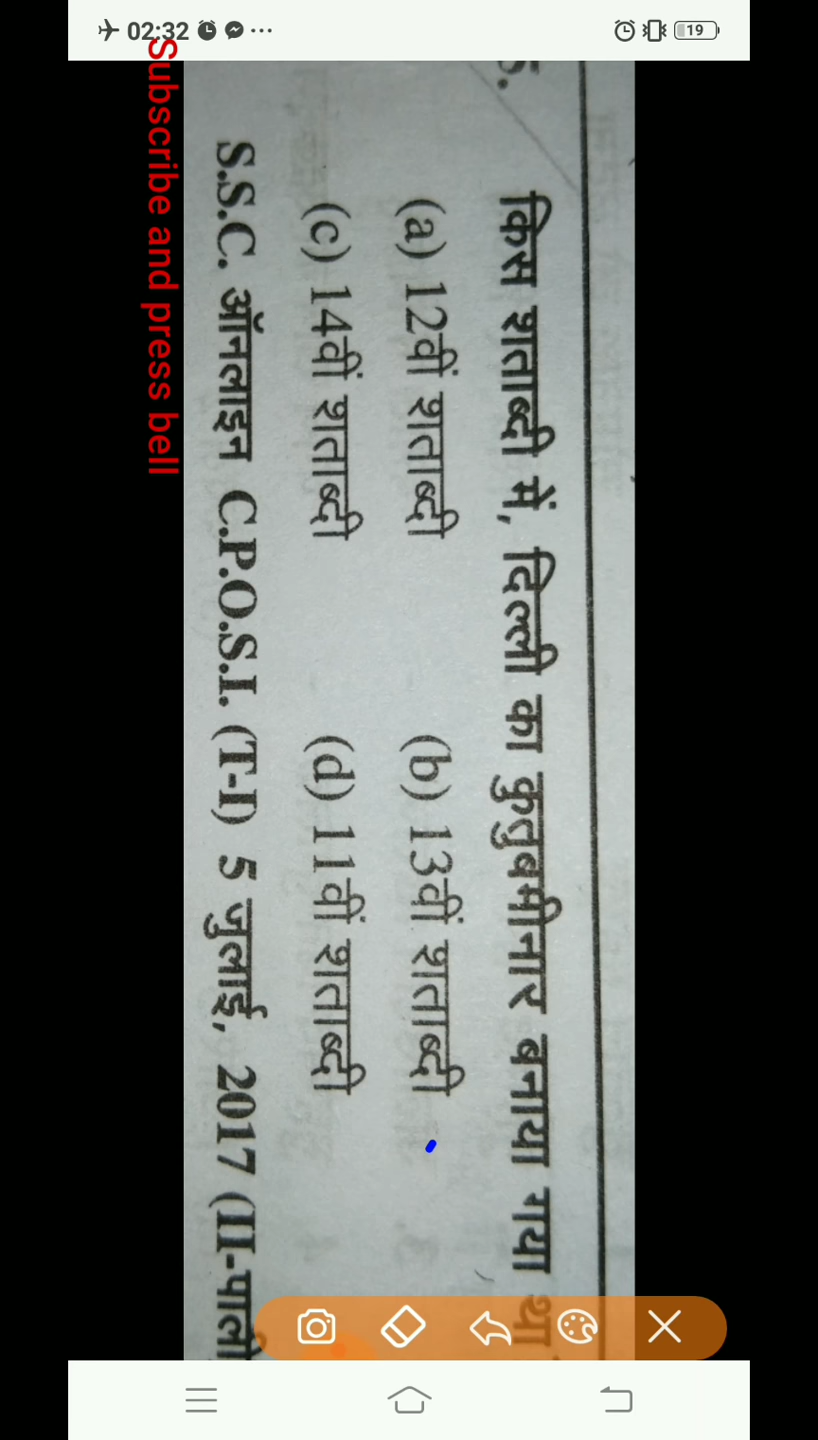 02:32
19
5.
किस शताब्दी में, दिल्ली का कुतुबमीनार बनाया गया था
(a) 12वीं शताब्दी (b) 13वीं शताब्दी
(c) 14वीं शताब्दी (d) 11वीं शताब्दी
S.S.C. ऑनलाइन C.P.O.S.I. (T-I) 5 जुलाई, 2017 (II-पाली
Subscribe and press bell